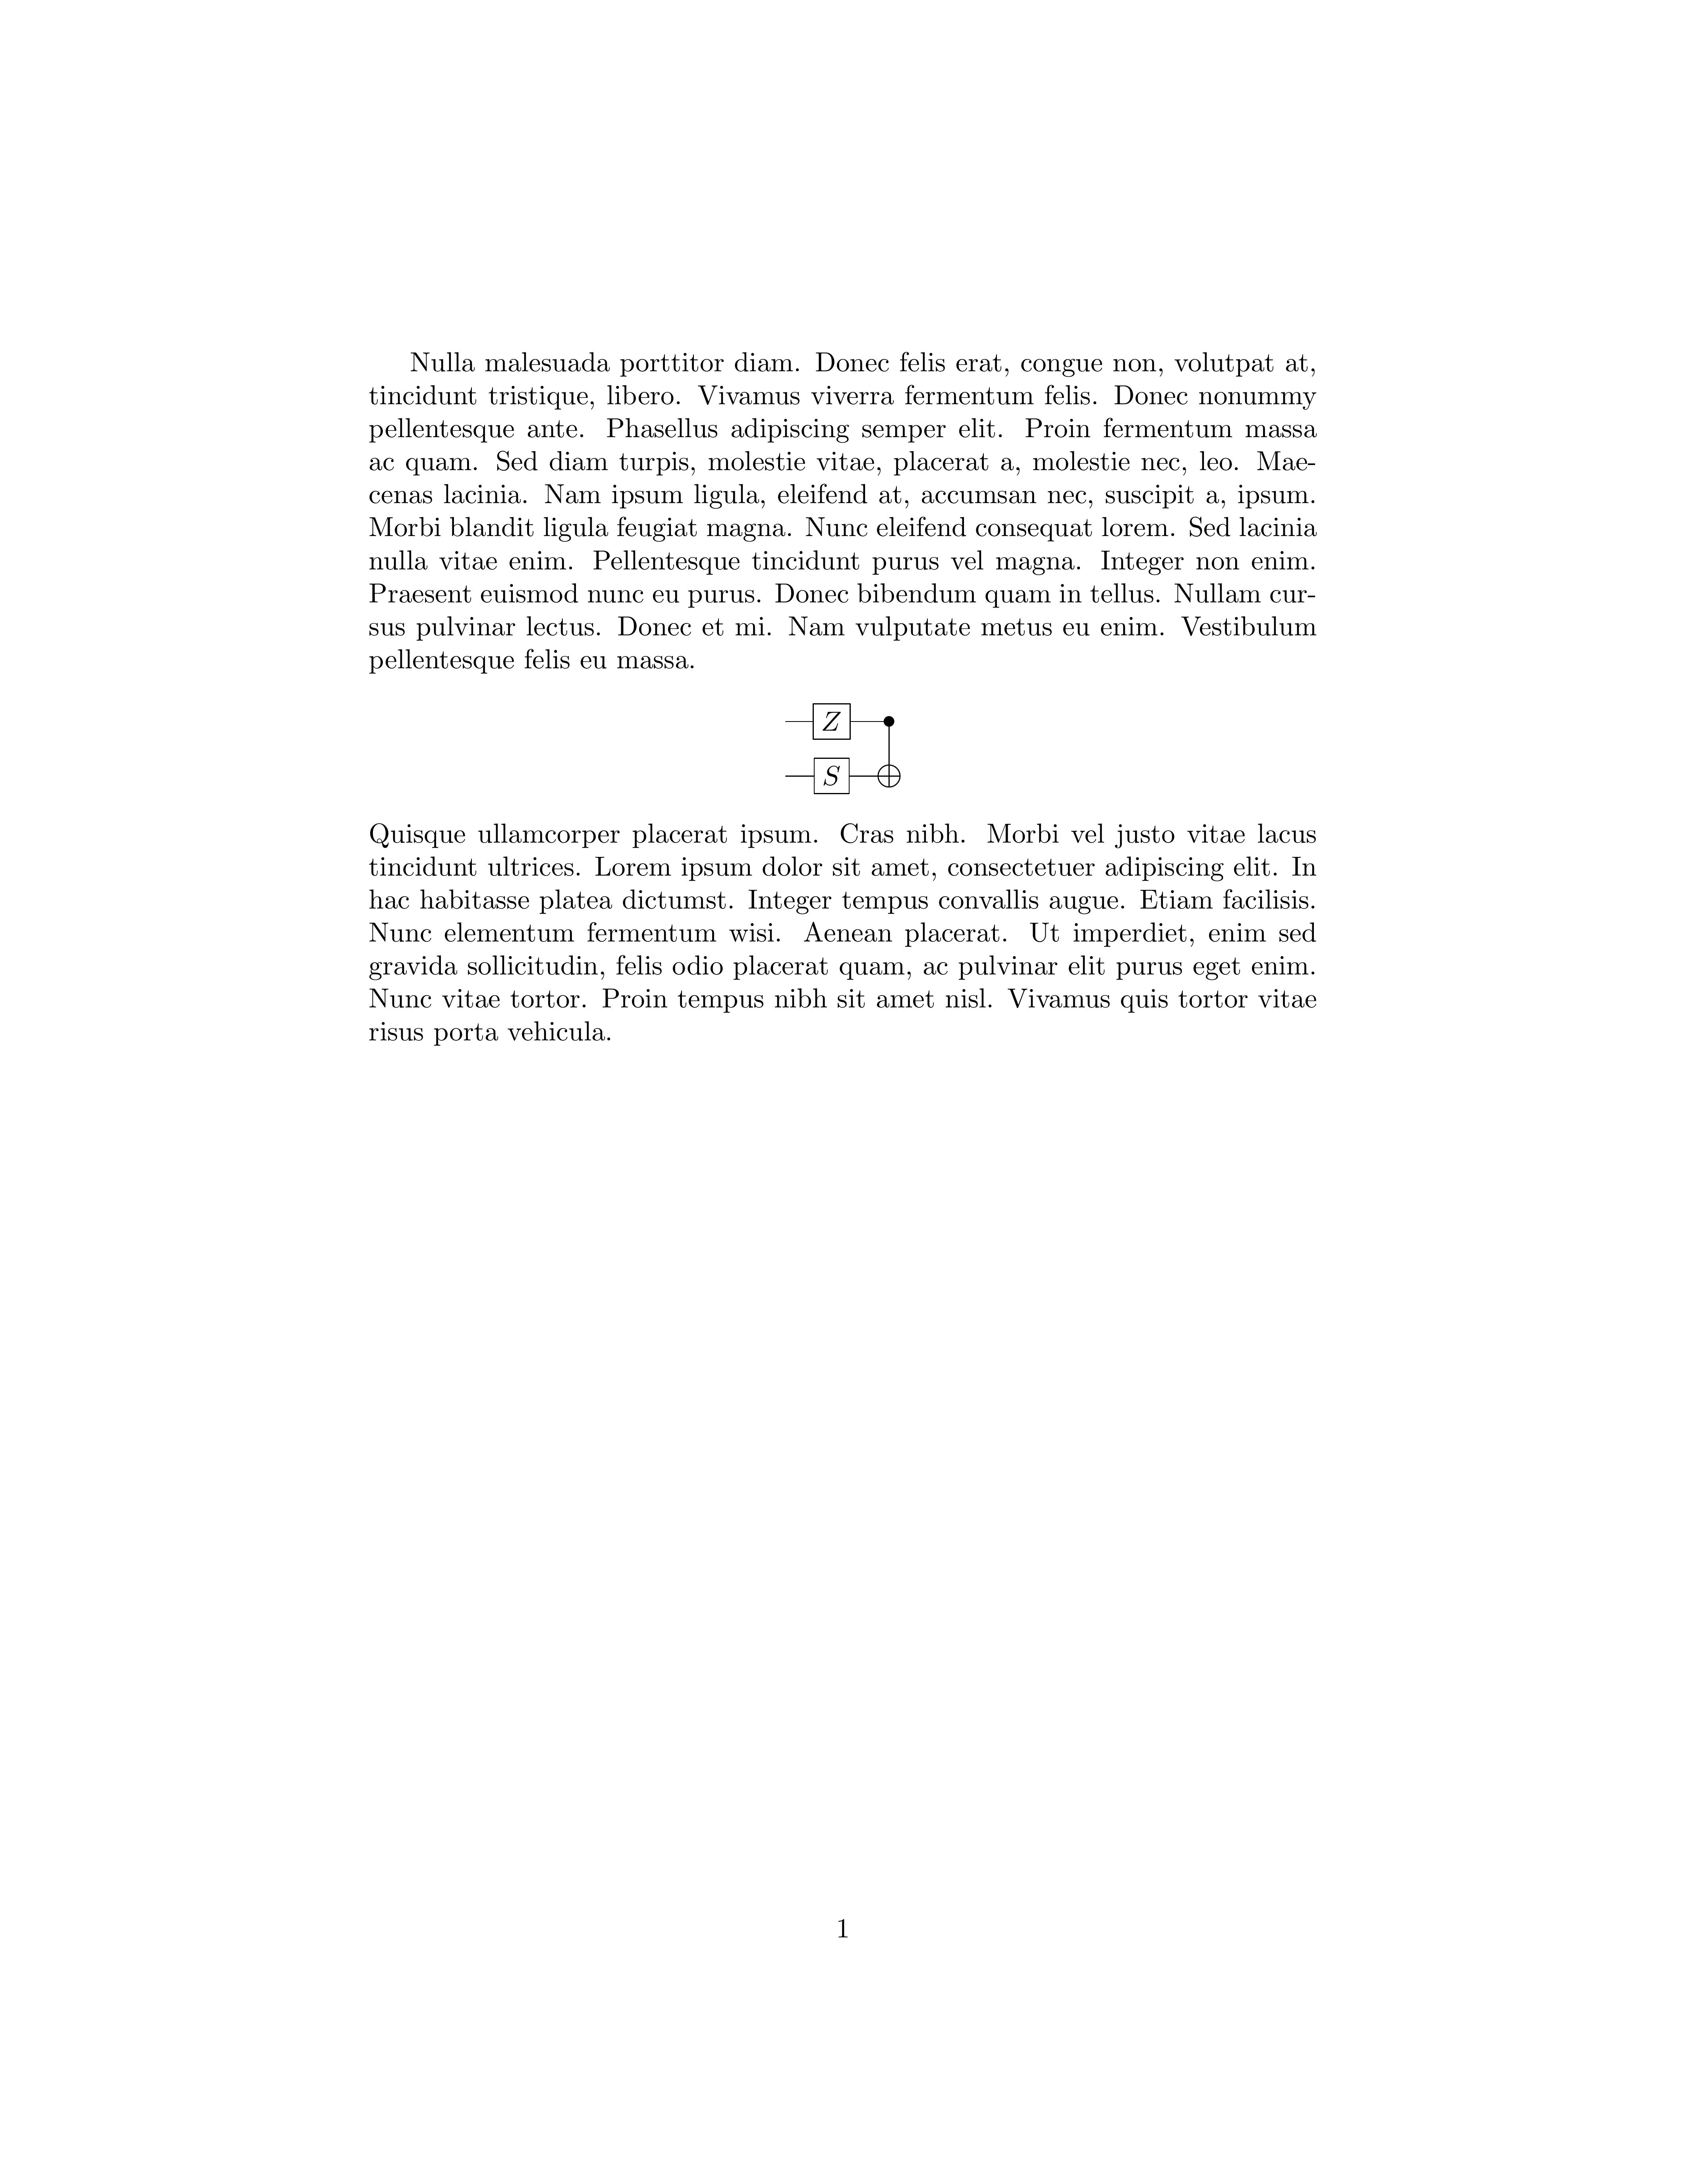 Nulla malesuada porttitor diam. Donec felis erat, congue non, volutpat at,
tincidunt tristique, libero. Vivamus viverra fermentum felis. Donec nonummy
pellentesque ante. Phasellus adipiscing semper elit. Proin fermentum massa
ac quam. Sed diam turpis, molestie vitae, placerat a, molestie nec, leo. Mae-
cenas lacinia. Nam ipsum ligula, eleifend at, accumsan nec, suscipit a, ipsum.
Morbi blandit ligula feugiat magna. Nunc eleifend consequat lorem. Sed lacinia
nulla vitae enim. Pellentesque tincidunt purus vel magna. Integer non enim.
Praesent euismod nunc eu purus. Donec bibendum quam in tellus. Nullam cur-
sus pulvinar lectus. Donec et mi. Nam vulputate metus eu enim. Vestibulum
pellentesque felis eu massa.
Z
S
Quisque ullamcorper placerat ipsum. Cras nibh. Morbi vel justo vitae lacus
tincidunt ultrices. Lorem ipsum dolor sit amet, consectetuer adipiscing elit. In
hac habitasse platea dictumst. Integer tempus convallis augue. Etiam facilisis.
Nunc elementum fermentum wisi. Aenean placerat. Ut imperdiet, enim sed
gravida sollicitudin, felis odio placerat quam, ac pulvinar elit purus eget enim.
Nunc vitae tortor. Proin tempus nibh sit amet nisl. Vivamus quis tortor vitae
risus porta vehicula.
1